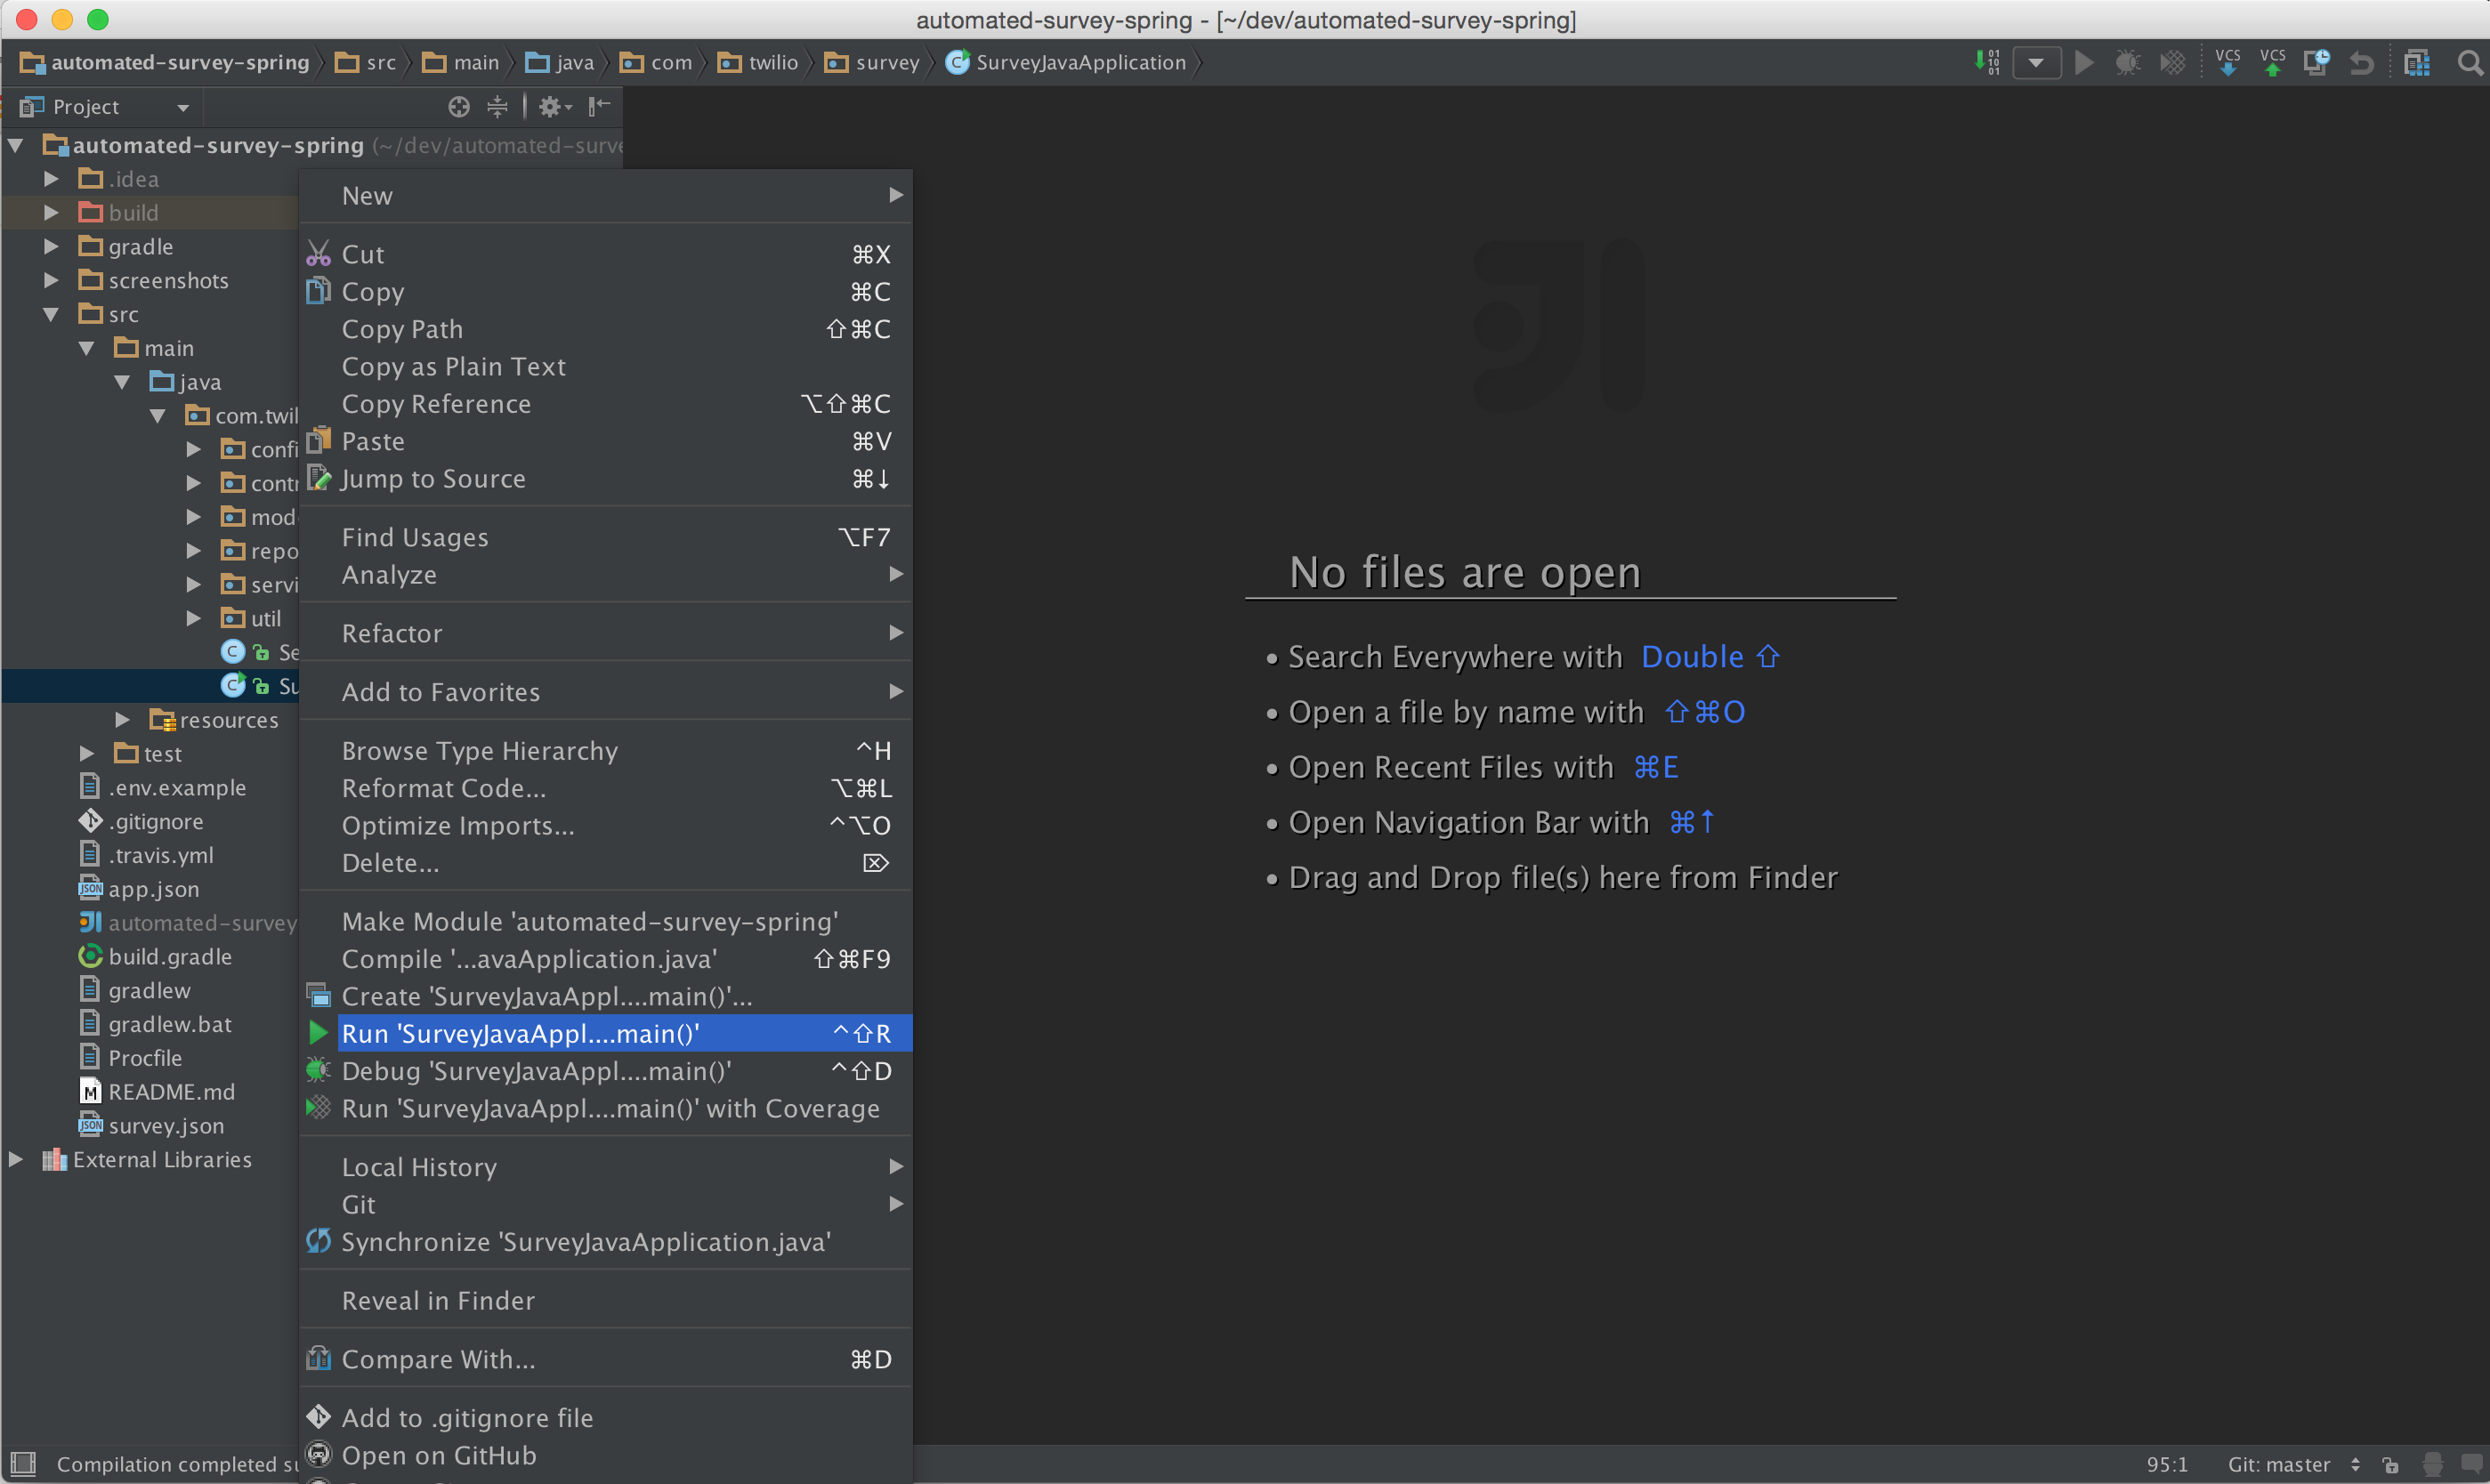 automated-survey-spring - [~/dev/automated-survey-spring]
automated-survey-spring src main java com twilio survey SurveyJavaApplication
VCS VCS
Project
automated-survey-spring (~/dev/automated-surve
.idea
build
gradle
screenshots
src
main
java
com.twil
confi
contr
mod
repo
servi
util
Se
Su
resources
test
.env.example
.gitignore
.travis.yml
app.json
automated-survey
build.gradle
gradlew
gradlew.bat
Procfile
README.md
survey.json
External Libraries
New
Cut ⌘X
Copy ⌘C
Copy Path ⇧⌘C
Copy as Plain Text
Copy Reference ⌥⇧⌘C
Paste ⌘V
Jump to Source ⌘↓
Find Usages ⌥F7
Analyze
Refactor
Add to Favorites
Browse Type Hierarchy ^H
Reformat Code... ⌥⌘L
Optimize Imports... ^⌥O
Delete... ⌦
Make Module 'automated-survey-spring'
Compile '...avaApplication.java' ⇧⌘F9
Create 'SurveyJavaAppl....main()'...
Run 'SurveyJavaAppl....main()' ^⇧R
Debug 'SurveyJavaAppl....main()' ^⇧D
Run 'SurveyJavaAppl....main()' with Coverage
Local History
Git
Synchronize 'SurveyJavaApplication.java'
Reveal in Finder
Compare With... ⌘D
Add to .gitignore file
Open on GitHub
No files are open
• Search Everywhere with Double ⇧
• Open a file by name with ⇧⌘O
• Open Recent Files with ⌘E
• Open Navigation Bar with ⌘↑
• Drag and Drop file(s) here from Finder
Compilation completed su
95:1 Git: master